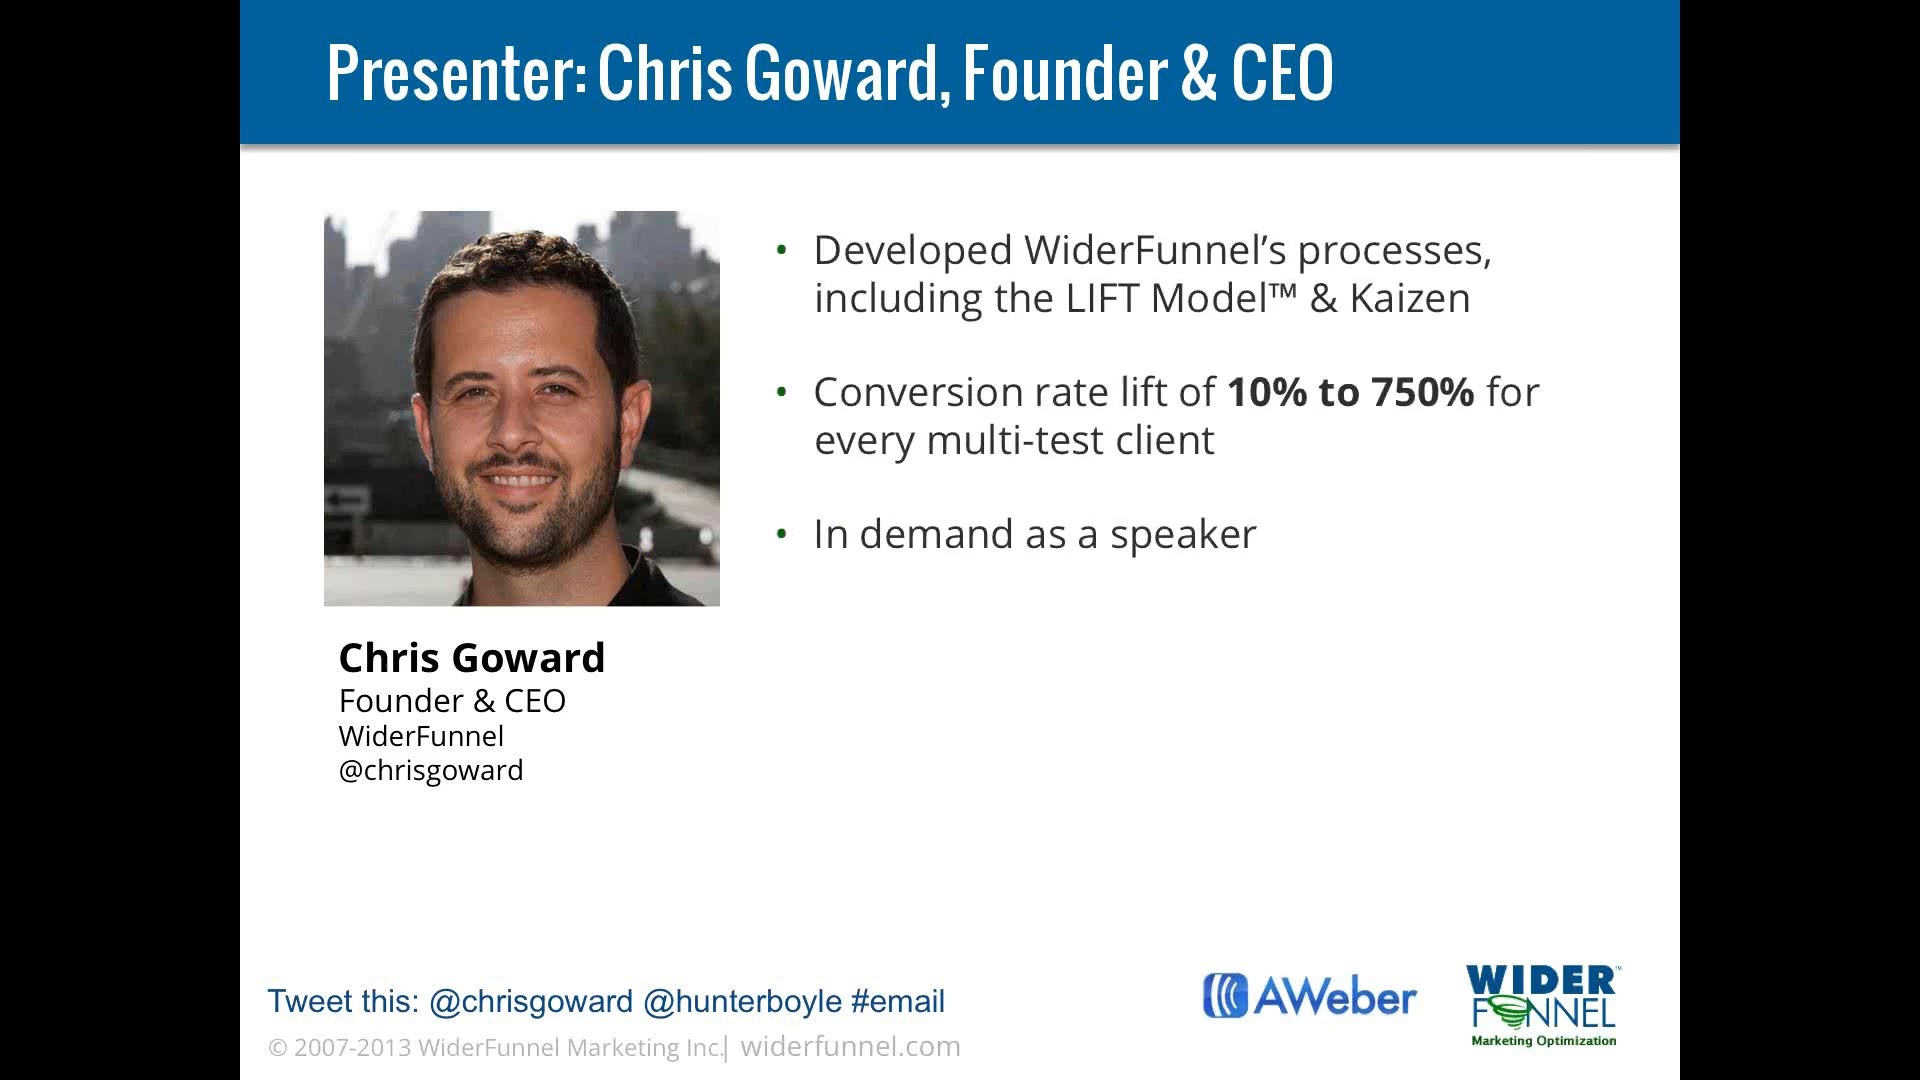 Presenter: Chris Goward, Founder & CEO
• Developed WiderFunnel’s processes,
including the LIFT Model™ & Kaizen
• Conversion rate lift of 10% to 750% for
every multi-test client
• In demand as a speaker
Chris Goward
Founder & CEO
WiderFunnel
@chrisgoward
Tweet this: @chrisgoward @hunterboyle #email
© 2007-2013 WiderFunnel Marketing Inc.| widerfunnel.com
AWeber
WIDER™
FUNNEL
Marketing Optimization